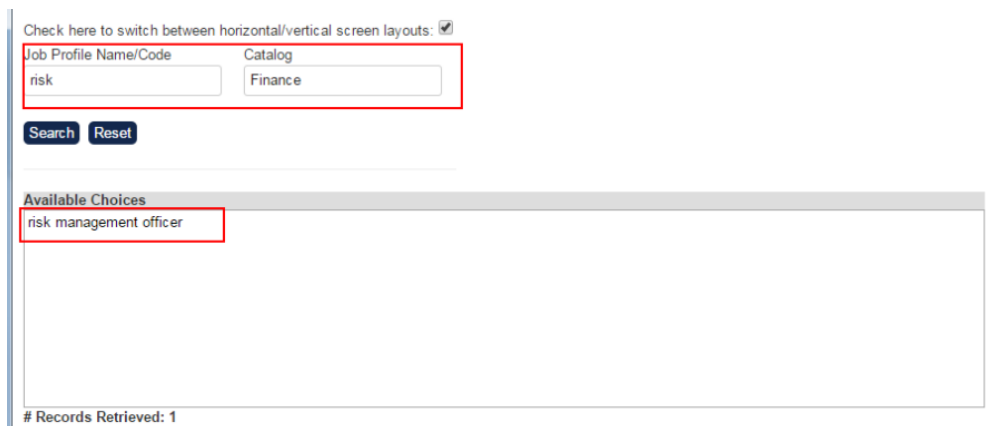 Check here to switch between horizontal/vertical screen layouts:
Job Profile Name/Code Catalog
risk Finance
Search Reset
Available Choices
risk management officer
# Records Retrieved: 1